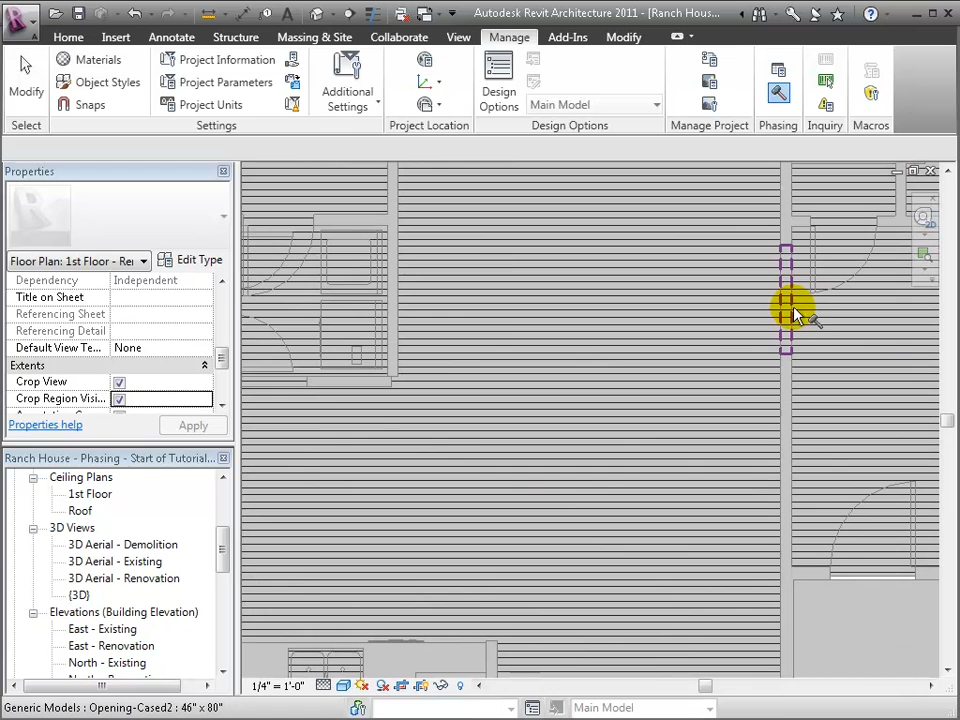 Autodesk Revit Architecture 2011 - [Ranch Hous...
Home Insert Annotate Structure Massing & Site Collaborate View Manage Add-Ins Modify
Modify
Materials
Object Styles
Snaps
Project Information
Project Parameters
Project Units
Additional
Settings
Design
Options
Main Model
Select Settings Project Location Design Options Manage Project Phasing Inquiry Macros
Properties
Floor Plan: 1st Floor - Rei
Edit Type
Dependency Independent
Title on Sheet
Referencing Sheet
Referencing Detail
Default View Te... None
Extents
Crop View
Crop Region Visi...
Properties help
Apply
Ranch House - Phasing - Start of Tutorial...
Ceiling Plans
1st Floor
Roof
3D Views
3D Aerial - Demolition
3D Aerial - Existing
3D Aerial - Renovation
{3D}
Elevations (Building Elevation)
East - Existing
East - Renovation
North - Existing
2D
1/4" = 1'-0"
Generic Models : Opening-Cased2 : 46" x 80"
Main Model